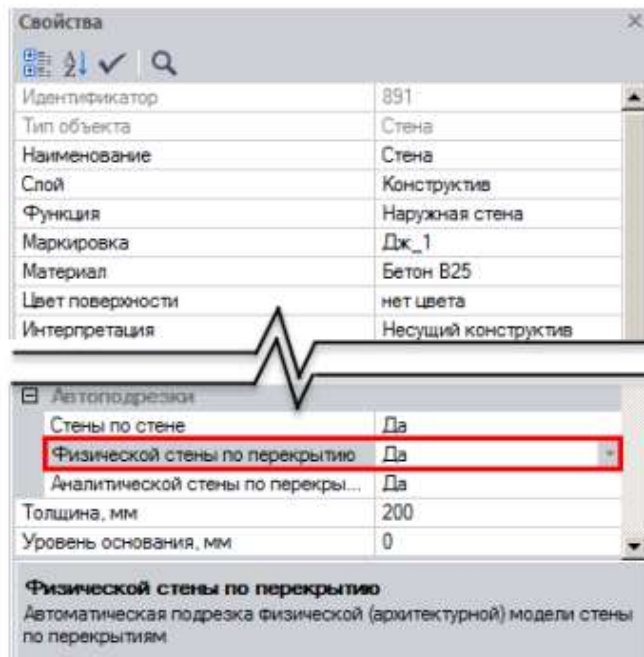 Свойства
Идентификатор 891
Тип объекта Стена
Наименование Стена
Слой Конструктив
Функция Наружная стена
Маркировка Дж_1
Материал Бетон B25
Цвет поверхности нет цвета
Интерпретация Несущий конструктив
Автоподрезки
Стены по стене Да
Физической стены по перекрытию Да
Аналитической стены по перекры... Да
Толщина, мм 200
Уровень основания, мм 0
Физической стены по перекрытию
Автоматическая подрезка физической (архитектурной) модели стены
по перекрытиям